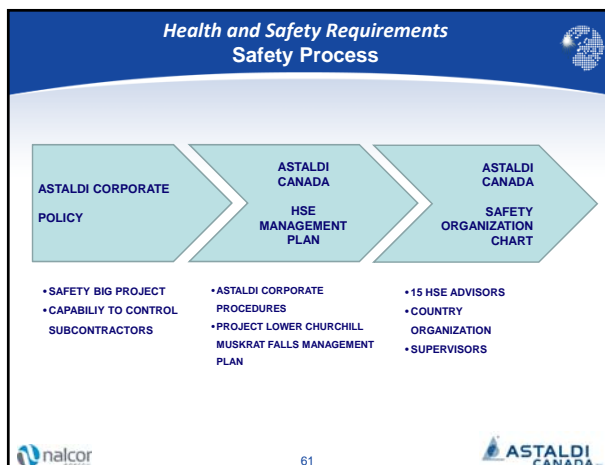 Health and Safety Requirements
Safety Process
ASTALDI CORPORATE
POLICY
ASTALDI
CANADA
HSE
MANAGEMENT
PLAN
ASTALDI
CANADA
SAFETY
ORGANIZATION
CHART
•SAFETY BIG PROJECT
•CAPABILIY TO CONTROL
SUBCONTRACTORS
•ASTALDI CORPORATE
PROCEDURES
•PROJECT LOWER CHURCHILL
MUSKRAT FALLS MANAGEMENT
PLAN
•15 HSE ADVISORS
•COUNTRY
ORGANIZATION
•SUPERVISORS
nalcor
61
ASTALDI
CANADA